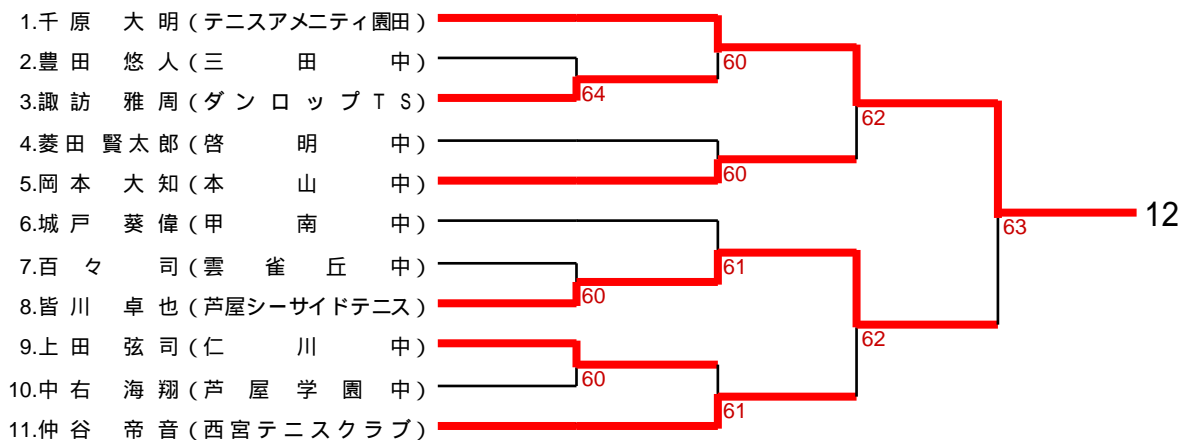 1.千原 大明(テニスアメニティ園田)
2.豊田 悠人(三田中)
60
3.諏訪 雅周(ダンロップTS)
64
62
4.菱田 賢太郎(啓明中)
5.岡本 大知(本山中)
60
12
6.城戸 葵偉(甲南中)
63
7.百々 司(雲雀丘中)
61
8.皆川 卓也(芦屋シーサイドテニス)
60
62
9.上田 弦司(仁川中)
10.中右 海翔(芦屋学園中)
60
61
11.仲谷 帝音(西宮テニスクラブ)